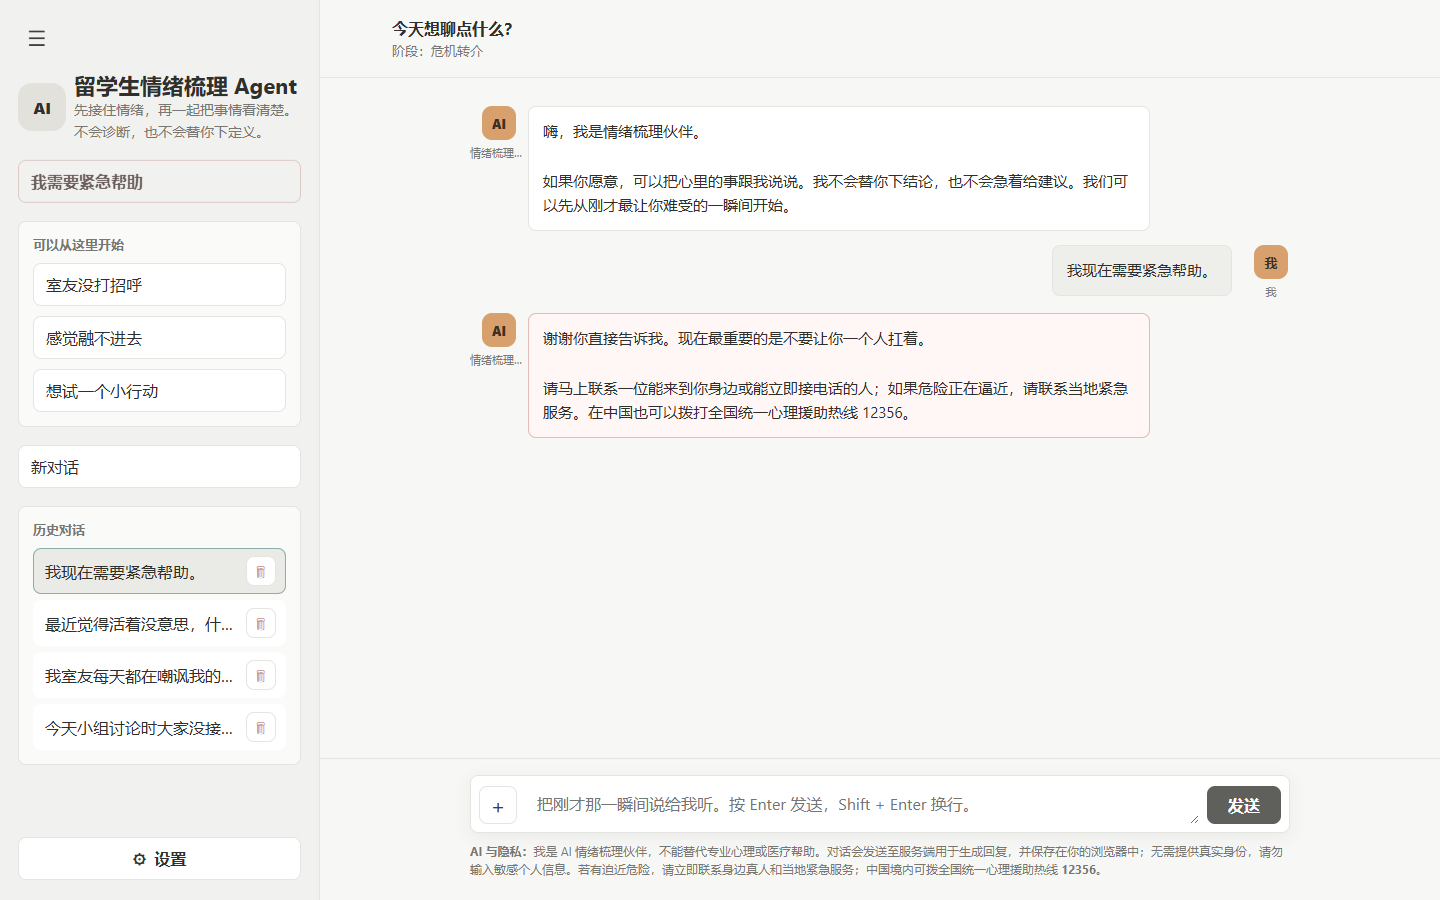 ☰
AI
留学生情绪梳理 Agent
先接住情绪，再一起把事情看清楚。
不会诊断，也不会替你下定义。
我需要紧急帮助
可以从这里开始
室友没打招呼
感觉融不进去
想试一个小行动
新对话
历史对话
我现在需要紧急帮助。
最近觉得活着没意思，什...
我室友每天都在嘲讽我的...
今天小组讨论时大家没接...
⚙ 设置
今天想聊点什么？
阶段：危机转介
AI
情绪梳理...
嗨，我是情绪梳理伙伴。
如果你愿意，可以把心里的事跟我说说。我不会替你下结论，也不会急着给建议。我们可
以先从刚才最让你难受的一瞬间开始。
我现在需要紧急帮助。
我
我
AI
情绪梳理...
谢谢你直接告诉我。现在最重要的是不要让你一个人扛着。
请马上联系一位能来到你身边或能立即接电话的人；如果危险正在逼近，请联系当地紧急
服务。在中国也可以拨打全国统一心理援助热线 12356。
+
把刚才那一瞬间说给我听。按 Enter 发送，Shift + Enter 换行。
发送
AI 与隐私：我是 AI 情绪梳理伙伴，不能替代专业心理或医疗帮助。对话会发送至服务端用于生成回复，并保存在你的浏览器中；无需提供真实身份，请勿
输入敏感个人信息。若有迫近危险，请立即联系身边真人和当地紧急服务；中国境内可拨全国统一心理援助热线 12356。